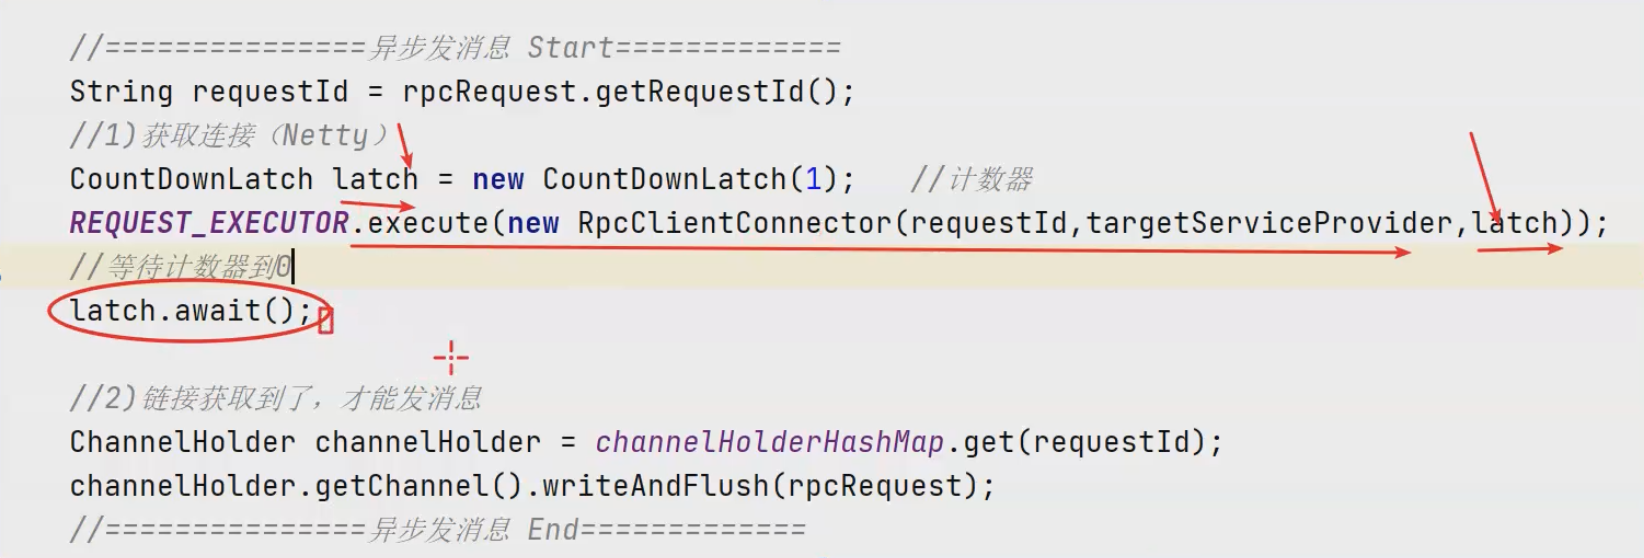 //===============异步发消息 Start=============
String requestId = rpcRequest.getRequestId();
//1)获取连接（Netty）
CountDownLatch latch = new CountDownLatch(1);   //计数器
REQUEST_EXECUTOR.execute(new RpcClientConnector(requestId,targetServiceProvider,latch));
//等待计数器到0
latch.await();
//2)链接获取到了，才能发消息
ChannelHolder channelHolder = channelHolderHashMap.get(requestId);
channelHolder.getChannel().writeAndFlush(rpcRequest);
//===============异步发消息 End=============